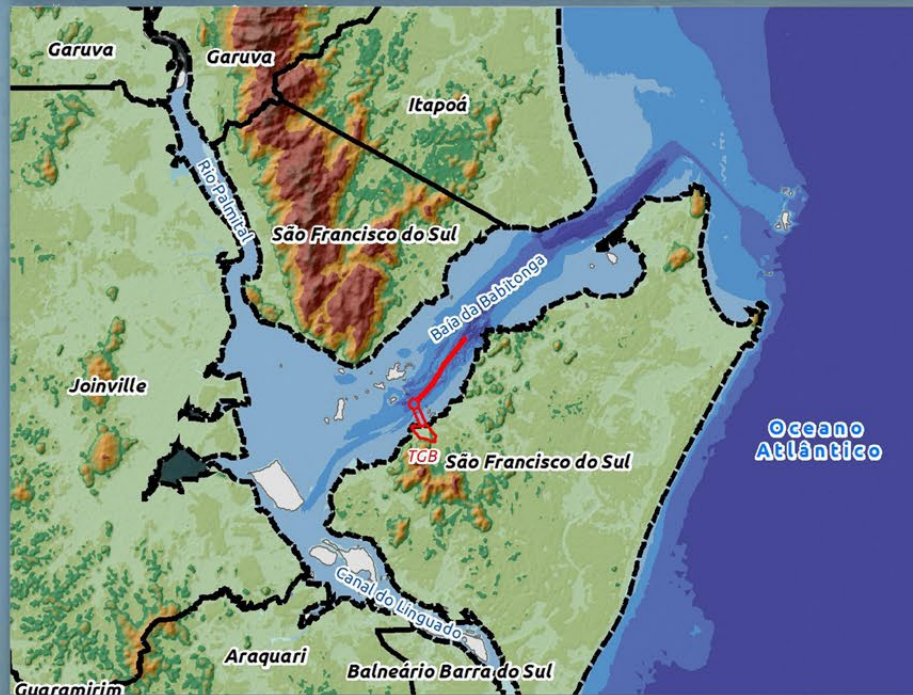 Garuva
Garuva
Itapoá
Rio Palmital
São Francisco do Sul
Baía da Babitonga
Joinville
Oceano
Atlântico
TGB
São Francisco do Sul
Canal do Linguado
Araquari
Balneário Barra do Sul
Guaramirim